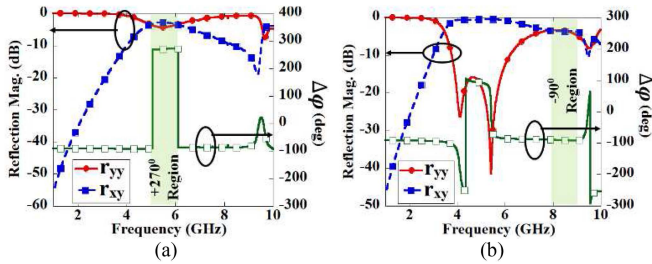 0
-10
-20
-30
-40
-50
-60
Reflection Mag. (dB)
r_yy
r_xy
+270⁰
Region
400
300
200
100
0
-100
-200
-300
Δφ (deg)
2 4 6 8 10
Frequency (GHz)
(a)
0
-10
-20
-30
-40
-50
Reflection Mag. (dB)
r_yy
r_xy
-90⁰
Region
300
200
100
0
-100
-200
-300
Δφ (deg)
2 4 6 8 10
Frequency (GHz)
(b)